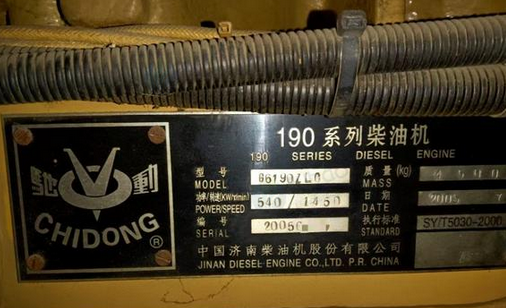 190系列柴油机
190 SERIES DIESEL ENGINE
馳 動
CHIDONG ®
型号 质量(kg)
MODEL MASS
功率/转速(KW/r/min) 540/1450 日期 2005.7
POWER/SPEED DATE
编号 20056 执行标准 SY/T5030-2000
SERIAL STANDARD
中国济南柴油机股份有限公司
JINAN DIESEL ENGINE CO.,LTD. P.R. CHINA